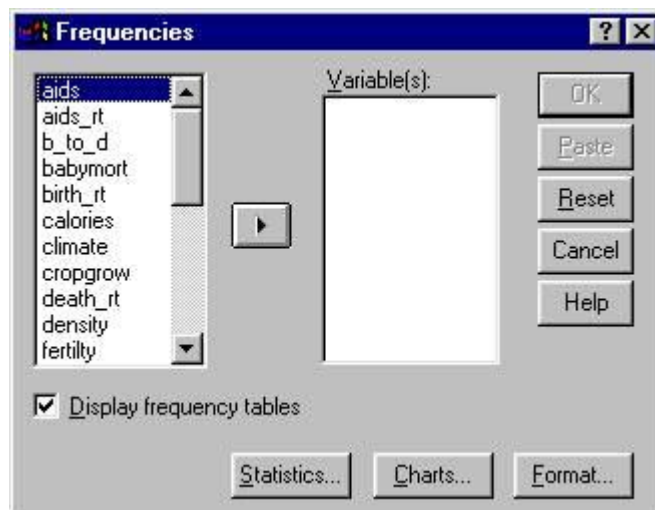 Frequencies
aids
aids_rt
b_to_d
babymort
birth_rt
calories
climate
cropgrow
death_rt
density
fertilty
Variable(s):
OK
Paste
Reset
Cancel
Help
Display frequency tables
Statistics...
Charts...
Format...